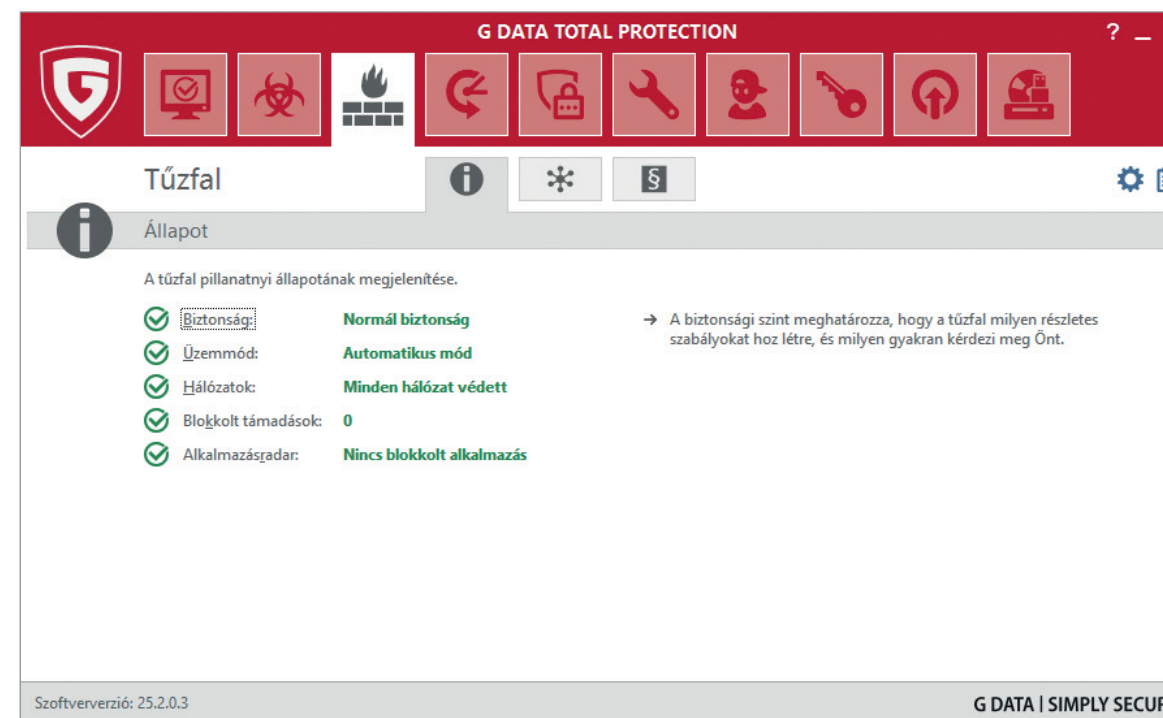 G DATA TOTAL PROTECTION
?
Tűzfal
§
Állapot
A tűzfal pillanatnyi állapotának megjelenítése.
Biztonság: Normál biztonság
Üzemmód: Automatikus mód
Hálózatok: Minden hálózat védett
Blokkolt támadások: 0
Alkalmazásradar: Nincs blokkolt alkalmazás
→ A biztonsági szint meghatározza, hogy a tűzfal milyen részletes
szabályokat hoz létre, és milyen gyakran kérdezi meg Önt.
Szoftververzió: 25.2.0.3
G DATA | SIMPLY SECUR